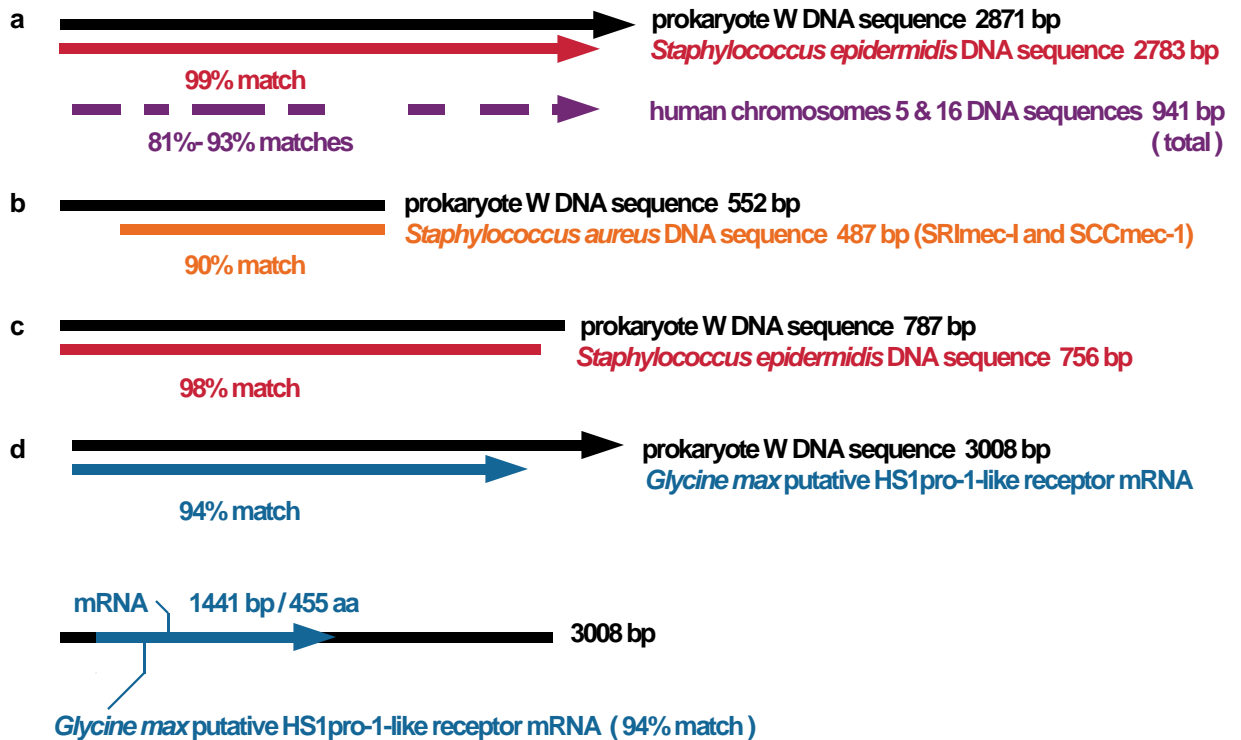 a
prokaryote W DNA sequence 2871 bp
Staphylococcus epidermidis DNA sequence 2783 bp
99% match
human chromosomes 5 & 16 DNA sequences 941 bp
( total )
81%- 93% matches
b
prokaryote W DNA sequence 552 bp
Staphylococcus aureus DNA sequence 487 bp (SRImec-I and SCCmec-1)
90% match
c
prokaryote W DNA sequence 787 bp
Staphylococcus epidermidis DNA sequence 756 bp
98% match
d
prokaryote W DNA sequence 3008 bp
Glycine max putative HS1pro-1-like receptor mRNA
94% match
mRNA 1441 bp / 455 aa
3008 bp
Glycine max putative HS1pro-1-like receptor mRNA ( 94% match )